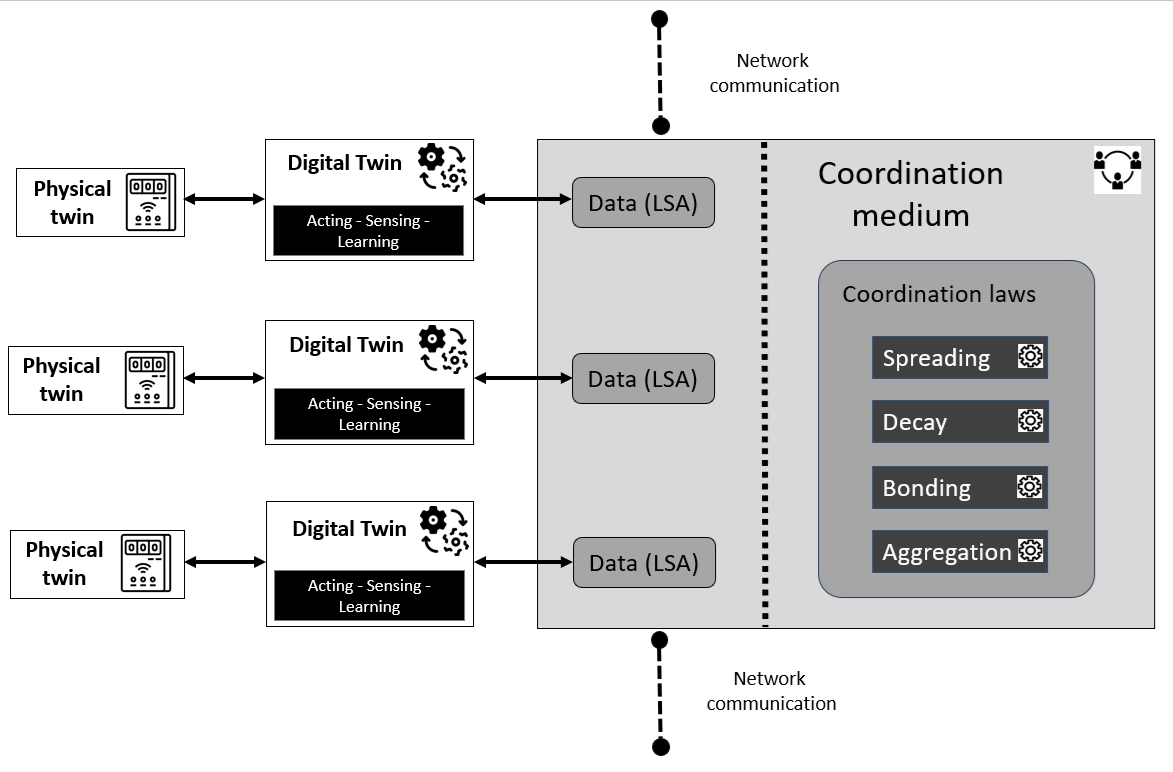 Network
communication
Physical
twin
Digital Twin
Acting - Sensing -
Learning
Data (LSA)
Coordination
medium
Coordination laws
Physical
twin
Digital Twin
Acting - Sensing -
Learning
Data (LSA)
Spreading
Decay
Bonding
Aggregation
Physical
twin
Digital Twin
Acting - Sensing -
Learning
Data (LSA)
Network
communication